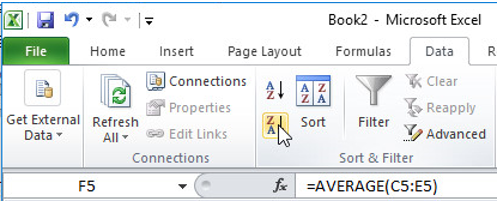 Book2 - Microsoft Excel
File Home Insert Page Layout Formulas Data
Get External Data
Refresh All
Connections
Properties
Edit Links
Connections
A Z
Z A
Z A A Z
Sort
Filter
Clear
Reapply
Advanced
Sort & Filter
F5 fx =AVERAGE(C5:E5)